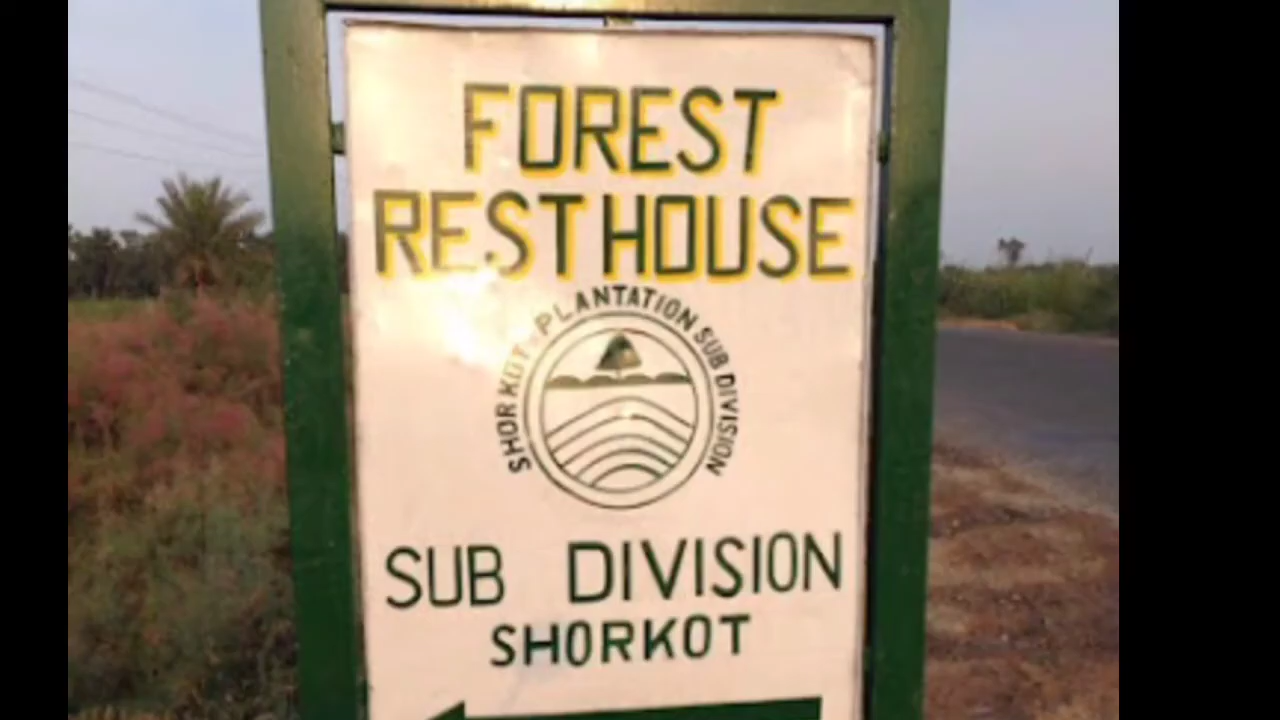 FOREST
REST HOUSE
SHORKOT PLANTATION SUB DIVISION
SUB DIVISION
SHORKOT